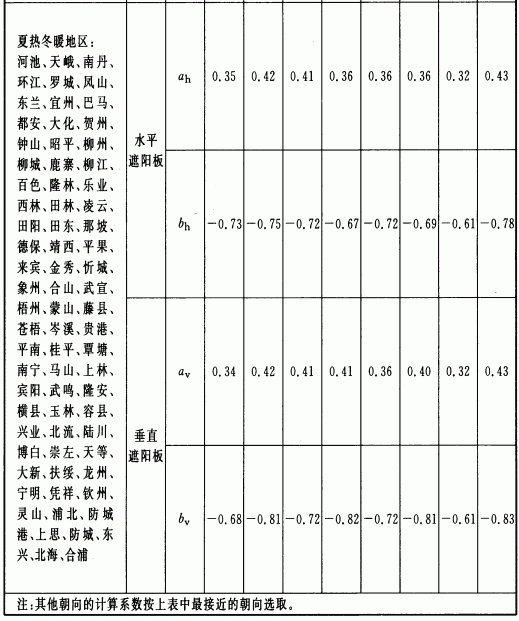 夏热冬暖地区:
河池、天峨、南丹、
环江、罗城、凤山、
东兰、宜州、巴马、
都安、大化、贺州、
钟山、昭平、柳州、
柳城、鹿寨、柳江、
百色、隆林、乐业、
西林、田林、凌云、
田阳、田东、那坡、
德保、靖西、平果、
来宾、金秀、忻城、
象州、合山、武宣、
梧州、蒙山、藤县、
苍梧、岑溪、贵港、
平南、桂平、覃塘、
南宁、马山、上林、
宾阳、武鸣、隆安、
横县、玉林、容县、
兴业、北流、陆川、
博白、崇左、天等、
大新、扶绥、龙州、
宁明、凭祥、钦州、
灵山、浦北、防城
港、上思、防城、东
兴、北海、合浦
水平
遮阳板
ah 0.35 0.42 0.41 0.36 0.36 0.36 0.32 0.43
bh -0.73 -0.75 -0.72 -0.67 -0.72 -0.69 -0.61 -0.78
垂直
遮阳板
av 0.34 0.42 0.41 0.41 0.36 0.40 0.32 0.43
bv -0.68 -0.81 -0.72 -0.82 -0.72 -0.81 -0.61 -0.83
注:其他朝向的计算系数按上表中最接近的朝向选取。